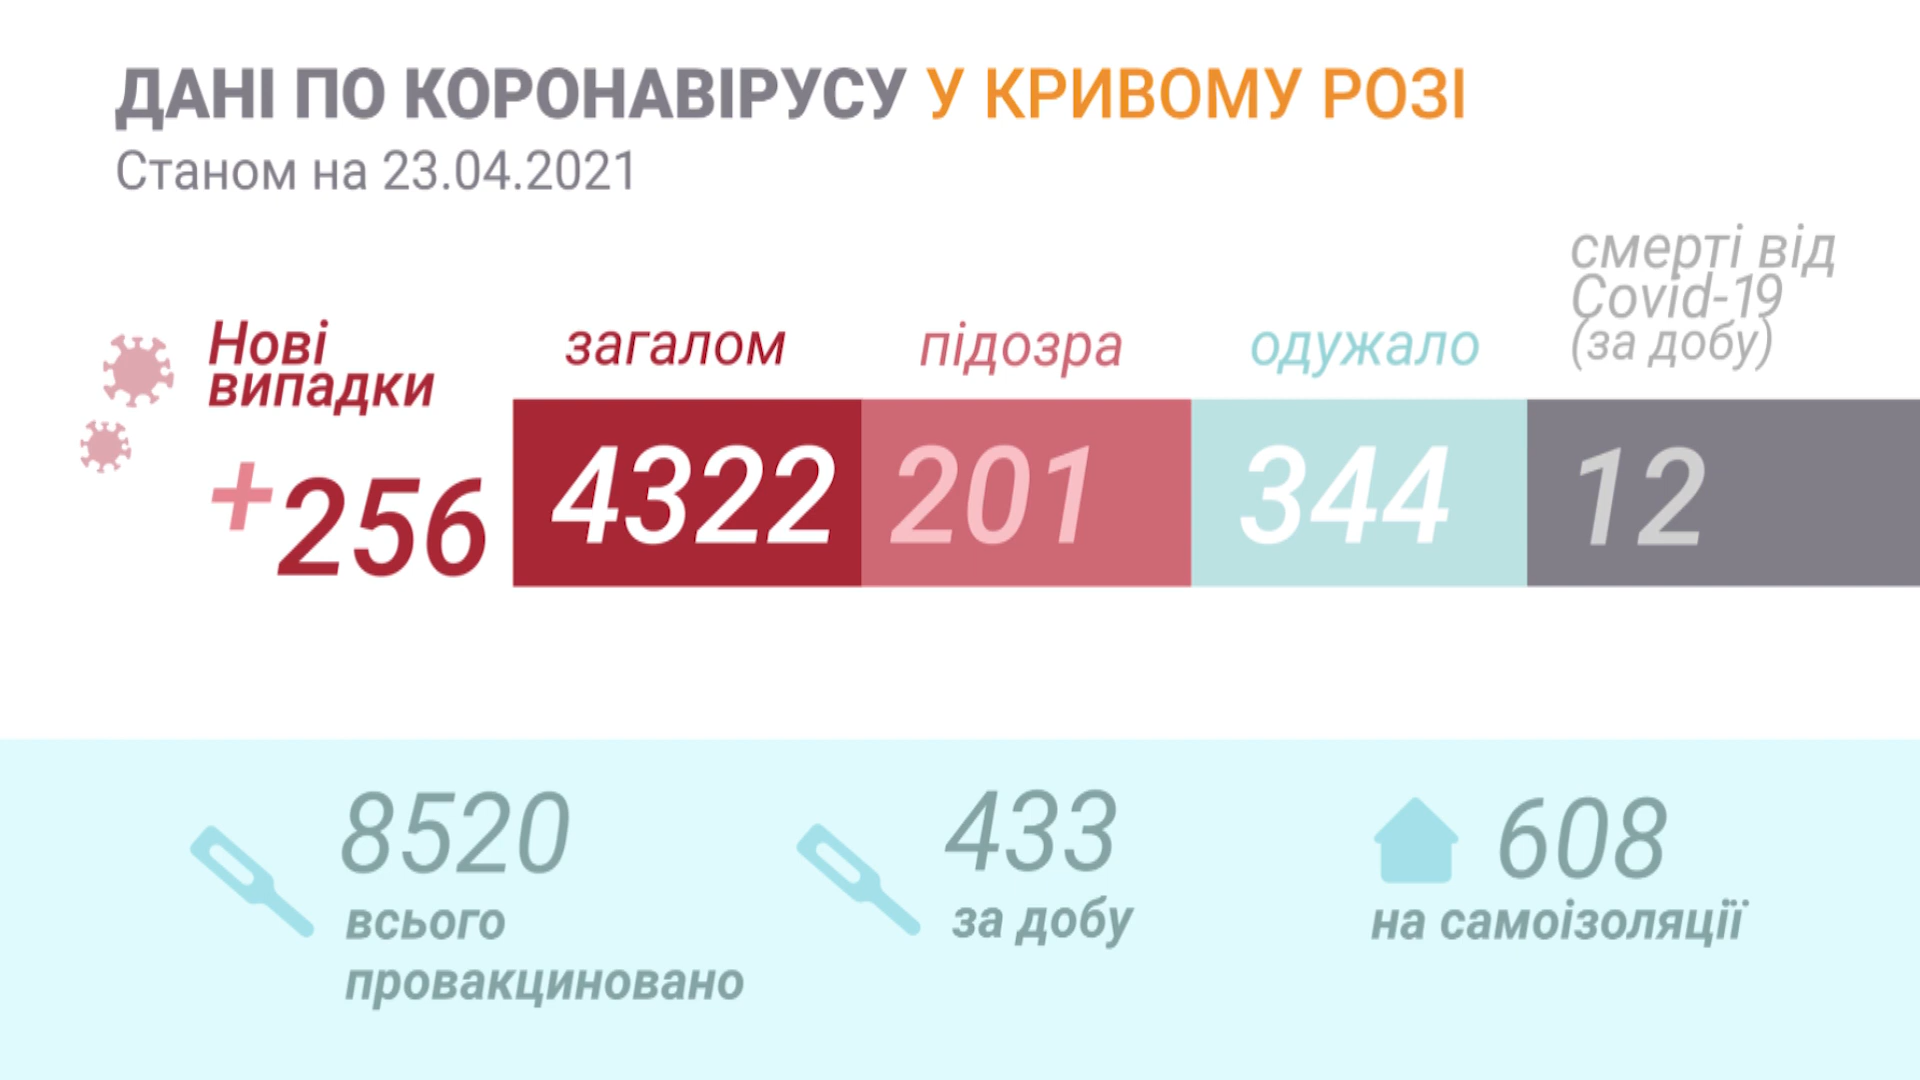 ДАНІ ПО КОРОНАВІРУСУ У КРИВОМУ РОЗІ
Станом на 23.04.2021
Нові
випадки
+256
загалом
4322
підозра
201
одужало
344
смерті від
Covid-19
(за добу)
12
8520
всього
провакциновано
433
за добу
608
на самоізоляції